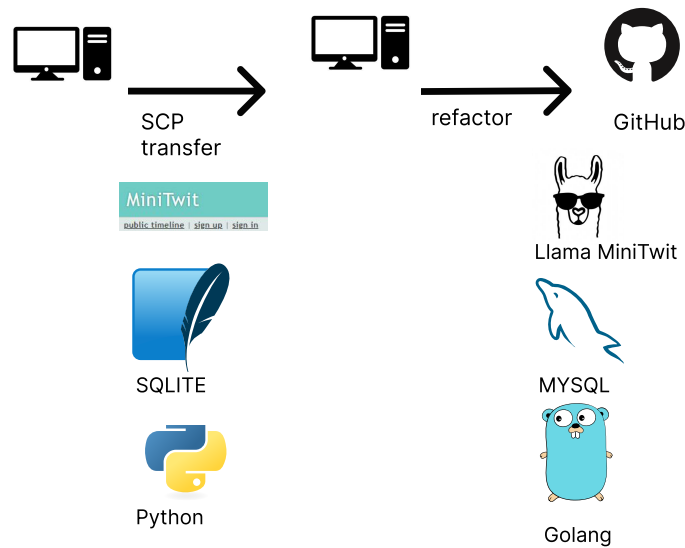 SCP
transfer
refactor
GitHub
MiniTwit
public timeline | sign up | sign in
Llama MiniTwit
SQLITE
MYSQL
Python
Golang